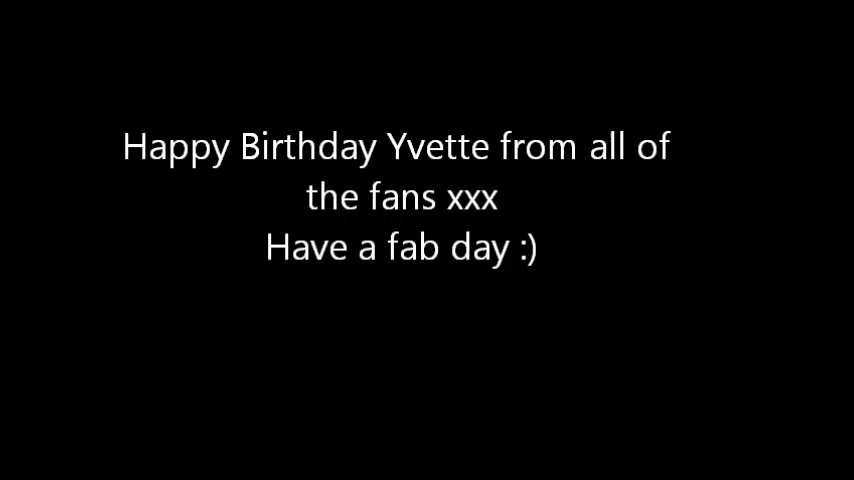 Happy Birthday Yvette from all of
the fans xxx
Have a fab day :)